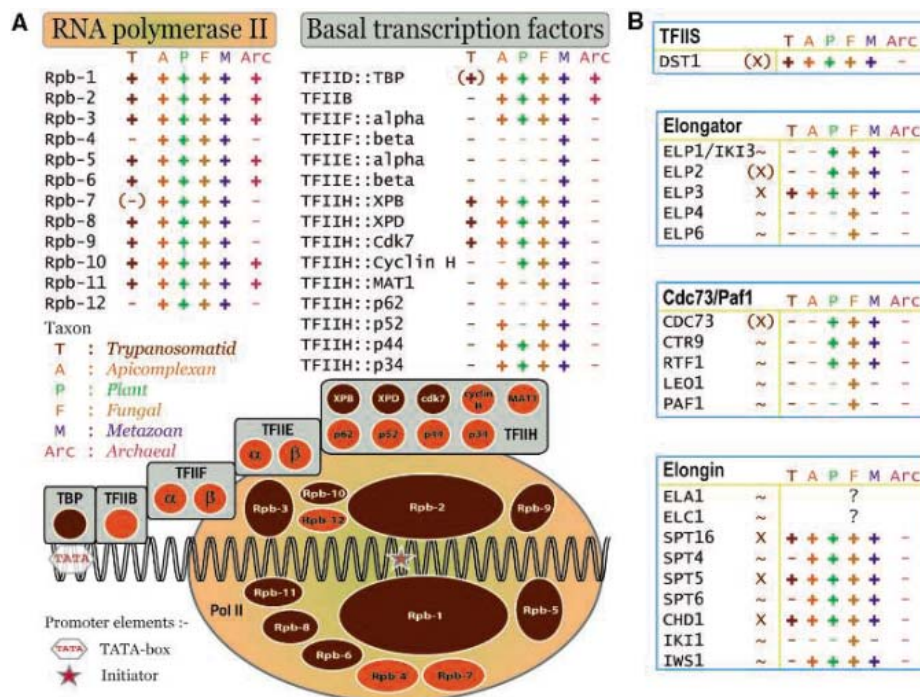 A
RNA polymerase II
T A P F M Arc
Rpb-1 + + + + + +
Rpb-2 + + + + + +
Rpb-3 + + + + + +
Rpb-4
Rpb-5 + + + + + +
Rpb-6 + + + + + +
Rpb-7 (-) + + + + -
Rpb-8 + + + + + -
Rpb-9 + + + + + -
Rpb-10 + + + + + +
Rpb-11 + + + + + +
Rpb-12 - + + + + -
Basal transcription factors
T A P F M Arc
TFIID::TBP (+) + + + + +
TFIIB - + + + + +
TFIIF::alpha
TFIIF::beta
TFIIE::alpha
TFIIE::beta
TFIIH::XPB + + + + + -
TFIIH::XPD + + + + + -
TFIIH::Cdk7 + + + + + -
TFIIH::Cyclin H - - + + + -
TFIIH::MAT1
TFIIH::p62
TFIIH::p52
TFIIH::p44 - + + + + -
TFIIH::p34 - + + + + -
Taxon
T : Trypanosomatid
A : Apicomplexan
P : Plant
F : Fungal
M : Metazoan
Arc : Archaeal
XPB XPD cdk7 cyclin H MAT1
p62 p52 p44 p34 TFIIH
TFIIE
α β
TFIIF
α β
TBP TFIIB
TATA
Rpb-3 Rpb-10 Rpb-12 Rpb-2 Rpb-9
Pol II
Rpb-11 Rpb-8 Rpb-6 Rpb-1 Rpb-5
Rpb-4 Rpb-7
Promoter elements :-
TATA TATA-box
Initiator
B
TFIIS
T A P F M Arc
DST1 (X) + + + + + -
Elongator
T A P F M Arc
ELP1/IKI3 ~ - - + + + -
ELP2 (X) - - + + + -
ELP3 X + + + + + +
ELP4 ~ - - - + - -
ELP6 ~ - - - + - -
Cdc73/Paf1
T A P F M Arc
CDC73 (X) - - + + + -
CTR9 ~ - - + + + -
RTF1 ~ - - + + + -
LEO1 ~ - - - + - -
PAF1 ~ - - - + - -
Elongin
T A P F M Arc
ELA1 ~ ?
ELC1 ~ ?
SPT16 X + + + + + -
SPT4 ~ - + + + + -
SPT5 X + + + + + -
SPT6 ~ - + + + + -
CHD1 X + + + + + -
IKI1 ~ - - - + - -
IWS1 ~ - + + + + -